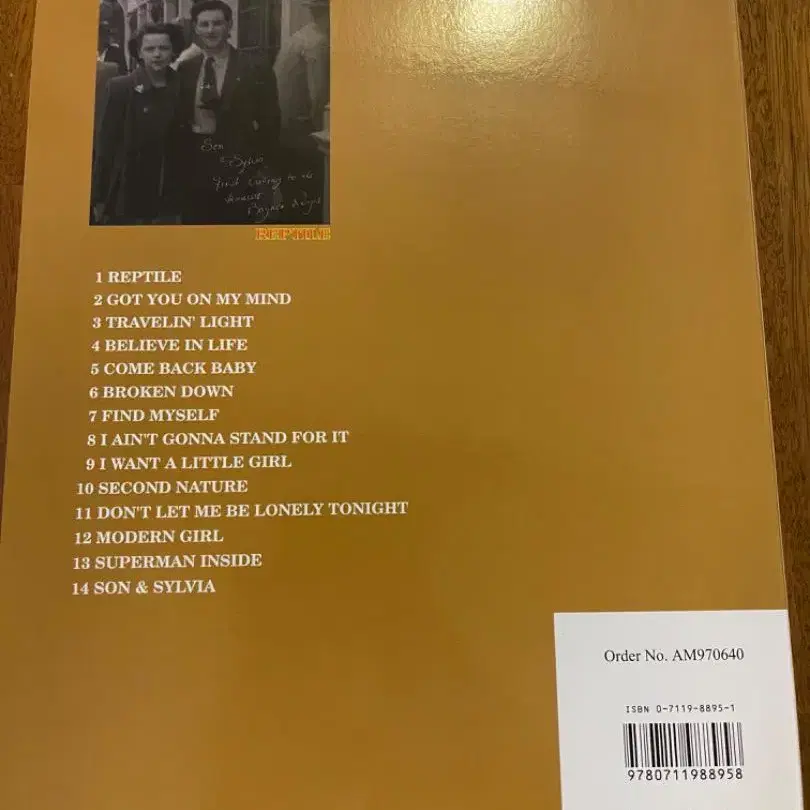 Son
& Sylvia
REPTILE
1 REPTILE
2 GOT YOU ON MY MIND
3 TRAVELIN' LIGHT
4 BELIEVE IN LIFE
5 COME BACK BABY
6 BROKEN DOWN
7 FIND MYSELF
8 I AIN'T GONNA STAND FOR IT
9 I WANT A LITTLE GIRL
10 SECOND NATURE
11 DON'T LET ME BE LONELY TONIGHT
12 MODERN GIRL
13 SUPERMAN INSIDE
14 SON & SYLVIA
Order No. AM970640
ISBN 0-7119-8895-1
9780711988958